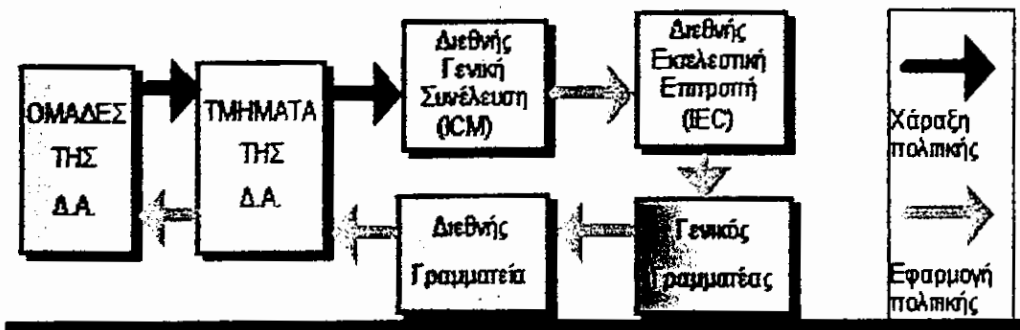 ΟΜΑΔΕΣ
ΤΗΣ
Δ.Α.
ΤΜΗΜΑΤΑ
ΤΗΣ
Δ.Α.
Διεθνής
Γενική
Συνέλευση
(ICM)
Διεθνής
Εκτελεστική
Επιτροπή
(IEC)
Διεθνής
Γραμματεία
Γενικός
Γραμματέας
Χάραξη
πολιτικής
Εφαρμογή
πολιτικής